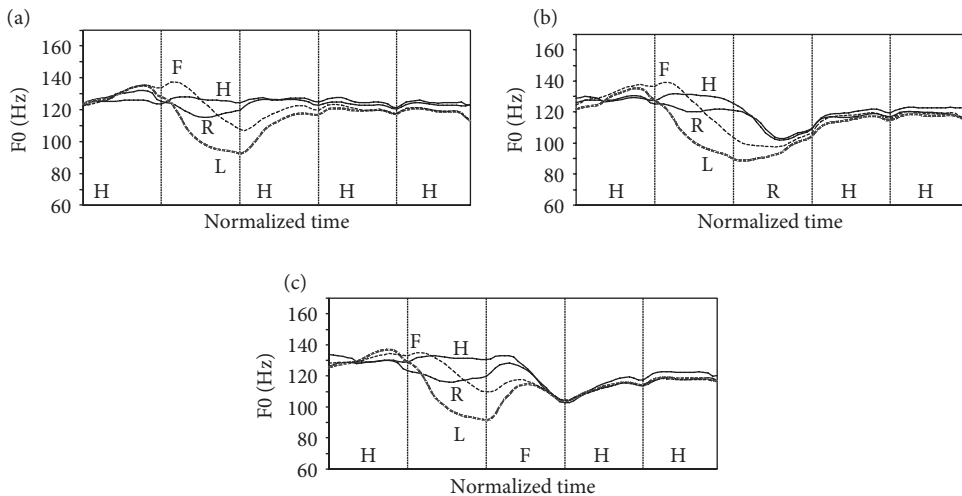 (a)
160
140
120
100
80
60
F0 (Hz)
F
H
R
L
H H H H
Normalized time
(b)
160
140
120
100
80
60
F0 (Hz)
F
H
R
L
H R H H
Normalized time
(c)
160
140
120
100
80
60
F0 (Hz)
F
H
R
L
H F H H
Normalized time